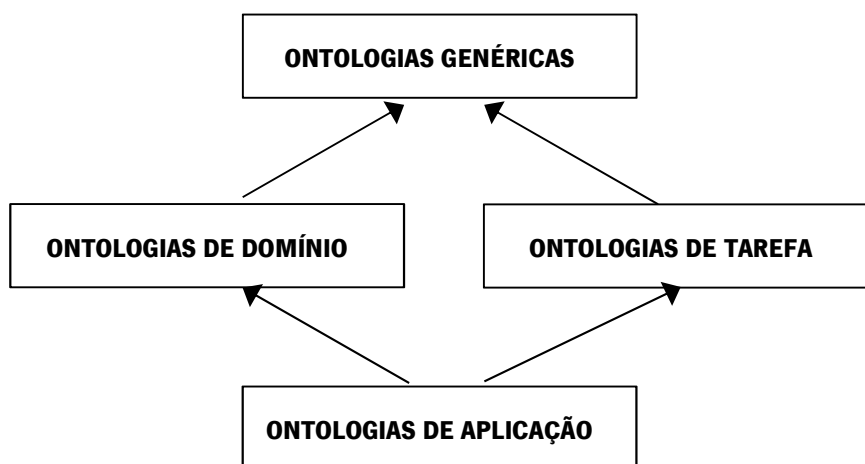 ONTOLOGIAS GENÉRICAS
ONTOLOGIAS DE DOMÍNIO
ONTOLOGIAS DE TAREFA
ONTOLOGIAS DE APLICAÇÃO